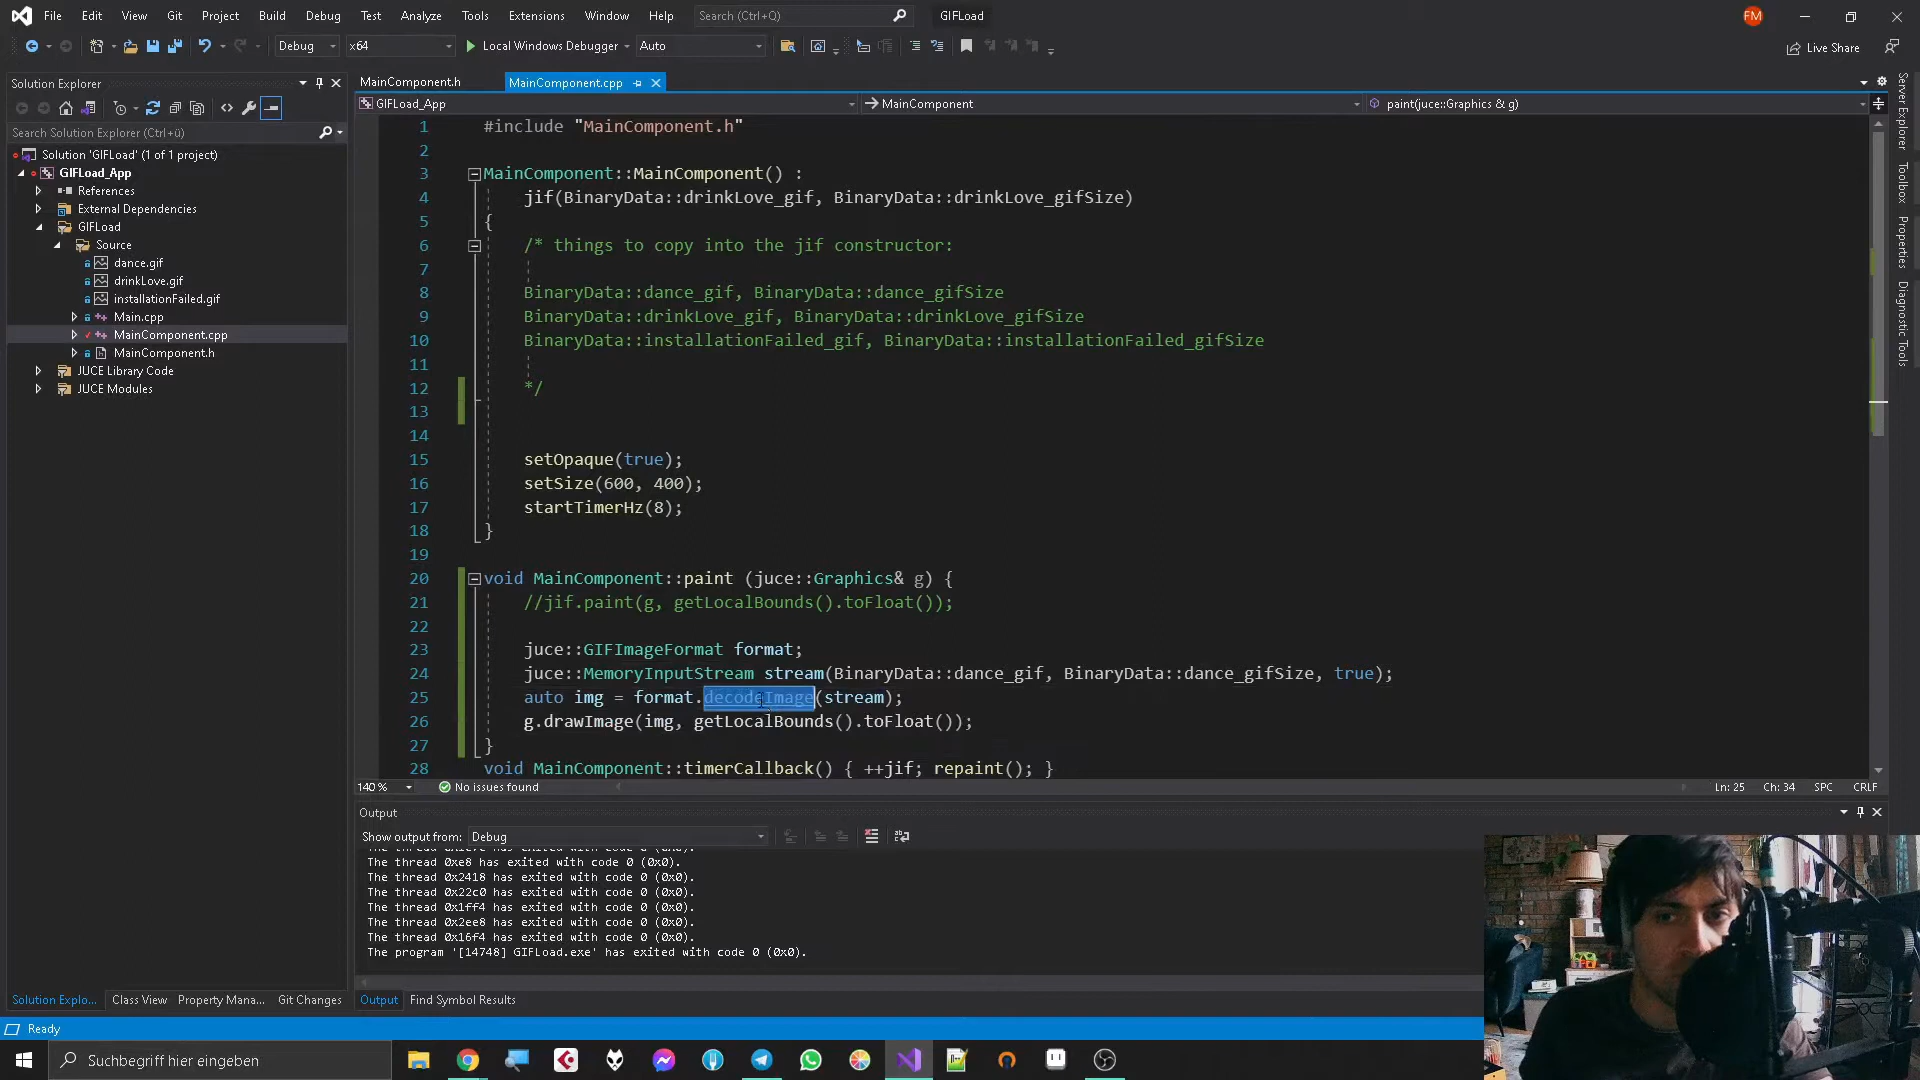 File Edit View Git Project Build Debug Test Analyze Tools Extensions Window Help Search (Ctrl+Q) GIFLoad FM
Debug x64 Local Windows Debugger Auto Live Share
Solution Explorer
MainComponent.h MainComponent.cpp
GIFLoad_App MainComponent paint(juce::Graphics & g)
Search Solution Explorer (Ctrl+ü)
Solution 'GIFLoad' (1 of 1 project)
GIFLoad_App
References
External Dependencies
GIFLoad
Source
dance.gif
drinkLove.gif
installationFailed.gif
Main.cpp
MainComponent.cpp
MainComponent.h
JUCE Library Code
JUCE Modules
1 #include "MainComponent.h"
2
3 MainComponent::MainComponent() :
4 jif(BinaryData::drinkLove_gif, BinaryData::drinkLove_gifSize)
5 {
6 /* things to copy into the jif constructor:
7
8 BinaryData::dance_gif, BinaryData::dance_gifSize
9 BinaryData::drinkLove_gif, BinaryData::drinkLove_gifSize
10 BinaryData::installationFailed_gif, BinaryData::installationFailed_gifSize
11
12 */
13
14
15 setOpaque(true);
16 setSize(600, 400);
17 startTimerHz(8);
18 }
19
20 void MainComponent::paint (juce::Graphics& g) {
21 //jif.paint(g, getLocalBounds().toFloat());
22
23 juce::GIFImageFormat format;
24 juce::MemoryInputStream stream(BinaryData::dance_gif, BinaryData::dance_gifSize, true);
25 auto img = format.decodeImage(stream);
26 g.drawImage(img, getLocalBounds().toFloat());
27 }
28 void MainComponent::timerCallback() { ++jif; repaint(); }
140 % No issues found Ln: 25 Ch: 34 SPC CRLF
Output
Show output from: Debug
The thread 0xe8 has exited with code 0 (0x0).
The thread 0x2418 has exited with code 0 (0x0).
The thread 0x22c0 has exited with code 0 (0x0).
The thread 0x1ff4 has exited with code 0 (0x0).
The thread 0x2ee8 has exited with code 0 (0x0).
The thread 0x16f4 has exited with code 0 (0x0).
The program '[14748] GIFLoad.exe' has exited with code 0 (0x0).
Solution Explo... Class View Property Mana... Git Changes Output Find Symbol Results
Ready
Suchbegriff hier eingeben
Server Explorer
Toolbox
Properties
Diagnostic Tools